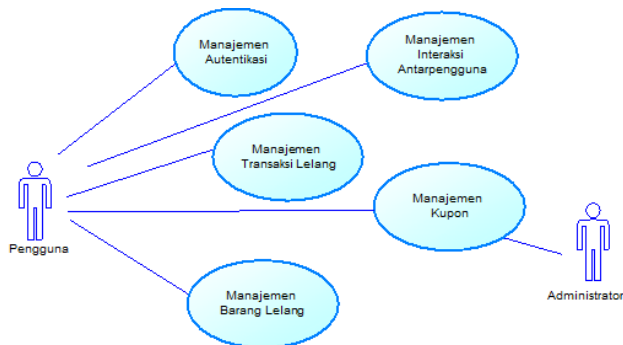 Manajemen
Autentikasi
Manajemen
Interaksi
Antarpengguna
Manajemen
Transaksi Lelang
Manajemen
Kupon
Pengguna
Administrator
Manajemen
Barang Lelang